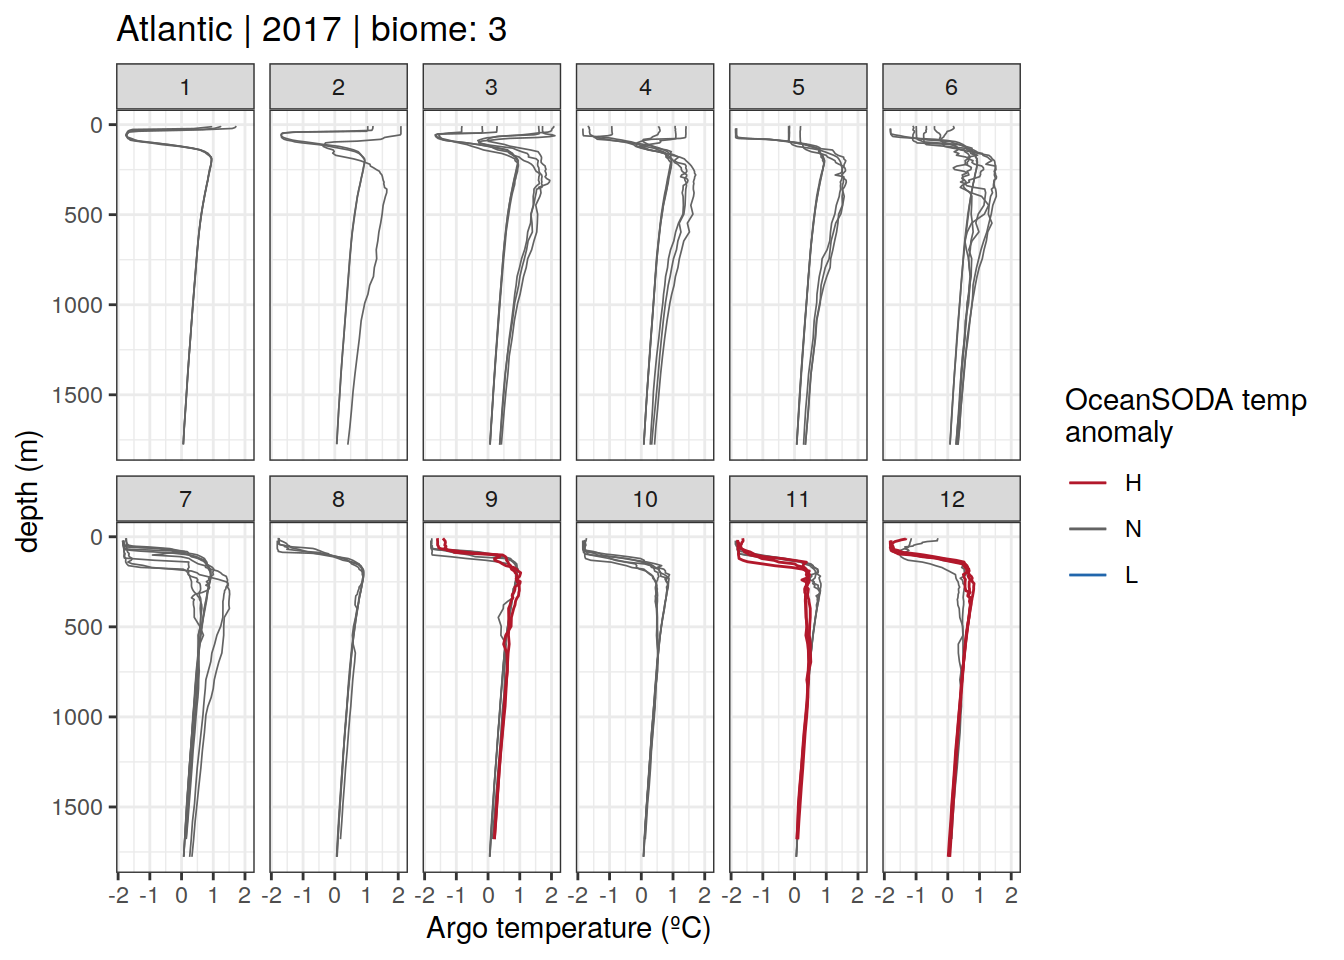 Atlantic | 2017 | biome: 3
1 2 3 4 5 6
0
500
1000
1500
7 8 9 10 11 12
0
500
1000
1500
-2 -1 0 1 2 -2 -1 0 1 2 -2 -1 0 1 2 -2 -1 0 1 2 -2 -1 0 1 2 -2 -1 0 1 2
Argo temperature (ºC)
depth (m)
OceanSODA temp
anomaly
H
N
L